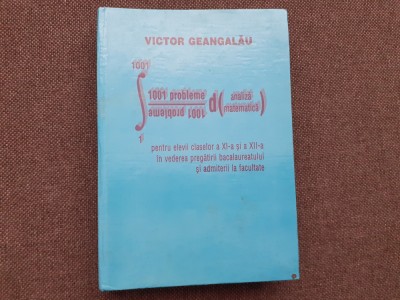 VICTOR GEANGALĂU
1001
1001 probleme
1001 probleme
d( analiză matematică )
1
pentru elevii claselor a XI-a și a XII-a
în vederea pregătirii bacalaureatului
și admiterii la facultate